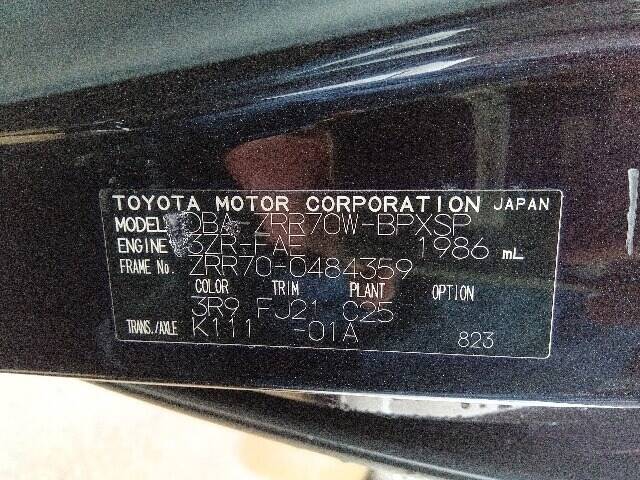 TOYOTA MOTOR CORPORATION JAPAN
MODEL DBA-ZRR70W-BPXSP
ENGINE 3ZR-FAE 1986 mL
FRAME No. ZRR70-0484359
COLOR TRIM PLANT OPTION
3R9 FJ21 C25
TRANS./AXLE K111 -01A 823